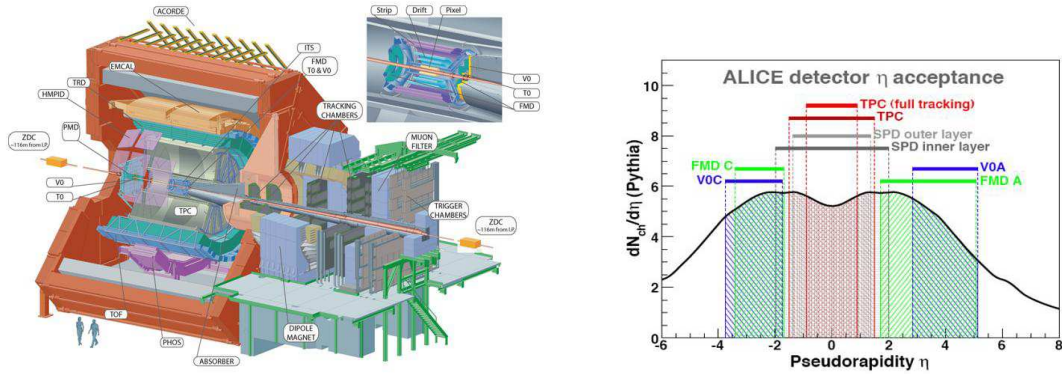 ACORDE
ITS
FMD
T0 & V0
EMCAL
TRD
HMPID
TRACKING
CHAMBERS
ZDC
~116m from I.P.
PMD
MUON
FILTER
V0
T0
TPC
TRIGGER
CHAMBERS
ZDC
~116m from I.P.
TOF
PHOS
ABSORBER
DIPOLE
MAGNET
Strip
Drift
Pixel
V0
T0
FMD
ALICE detector η acceptance
TPC (full tracking)
TPC
SPD outer layer
SPD inner layer
FMD C
V0A
V0C
FMD A
dNch/dη (Pythia)
10
8
6
4
2
0
-6 -4 -2 0 2 4 6 8
Pseudorapidity η